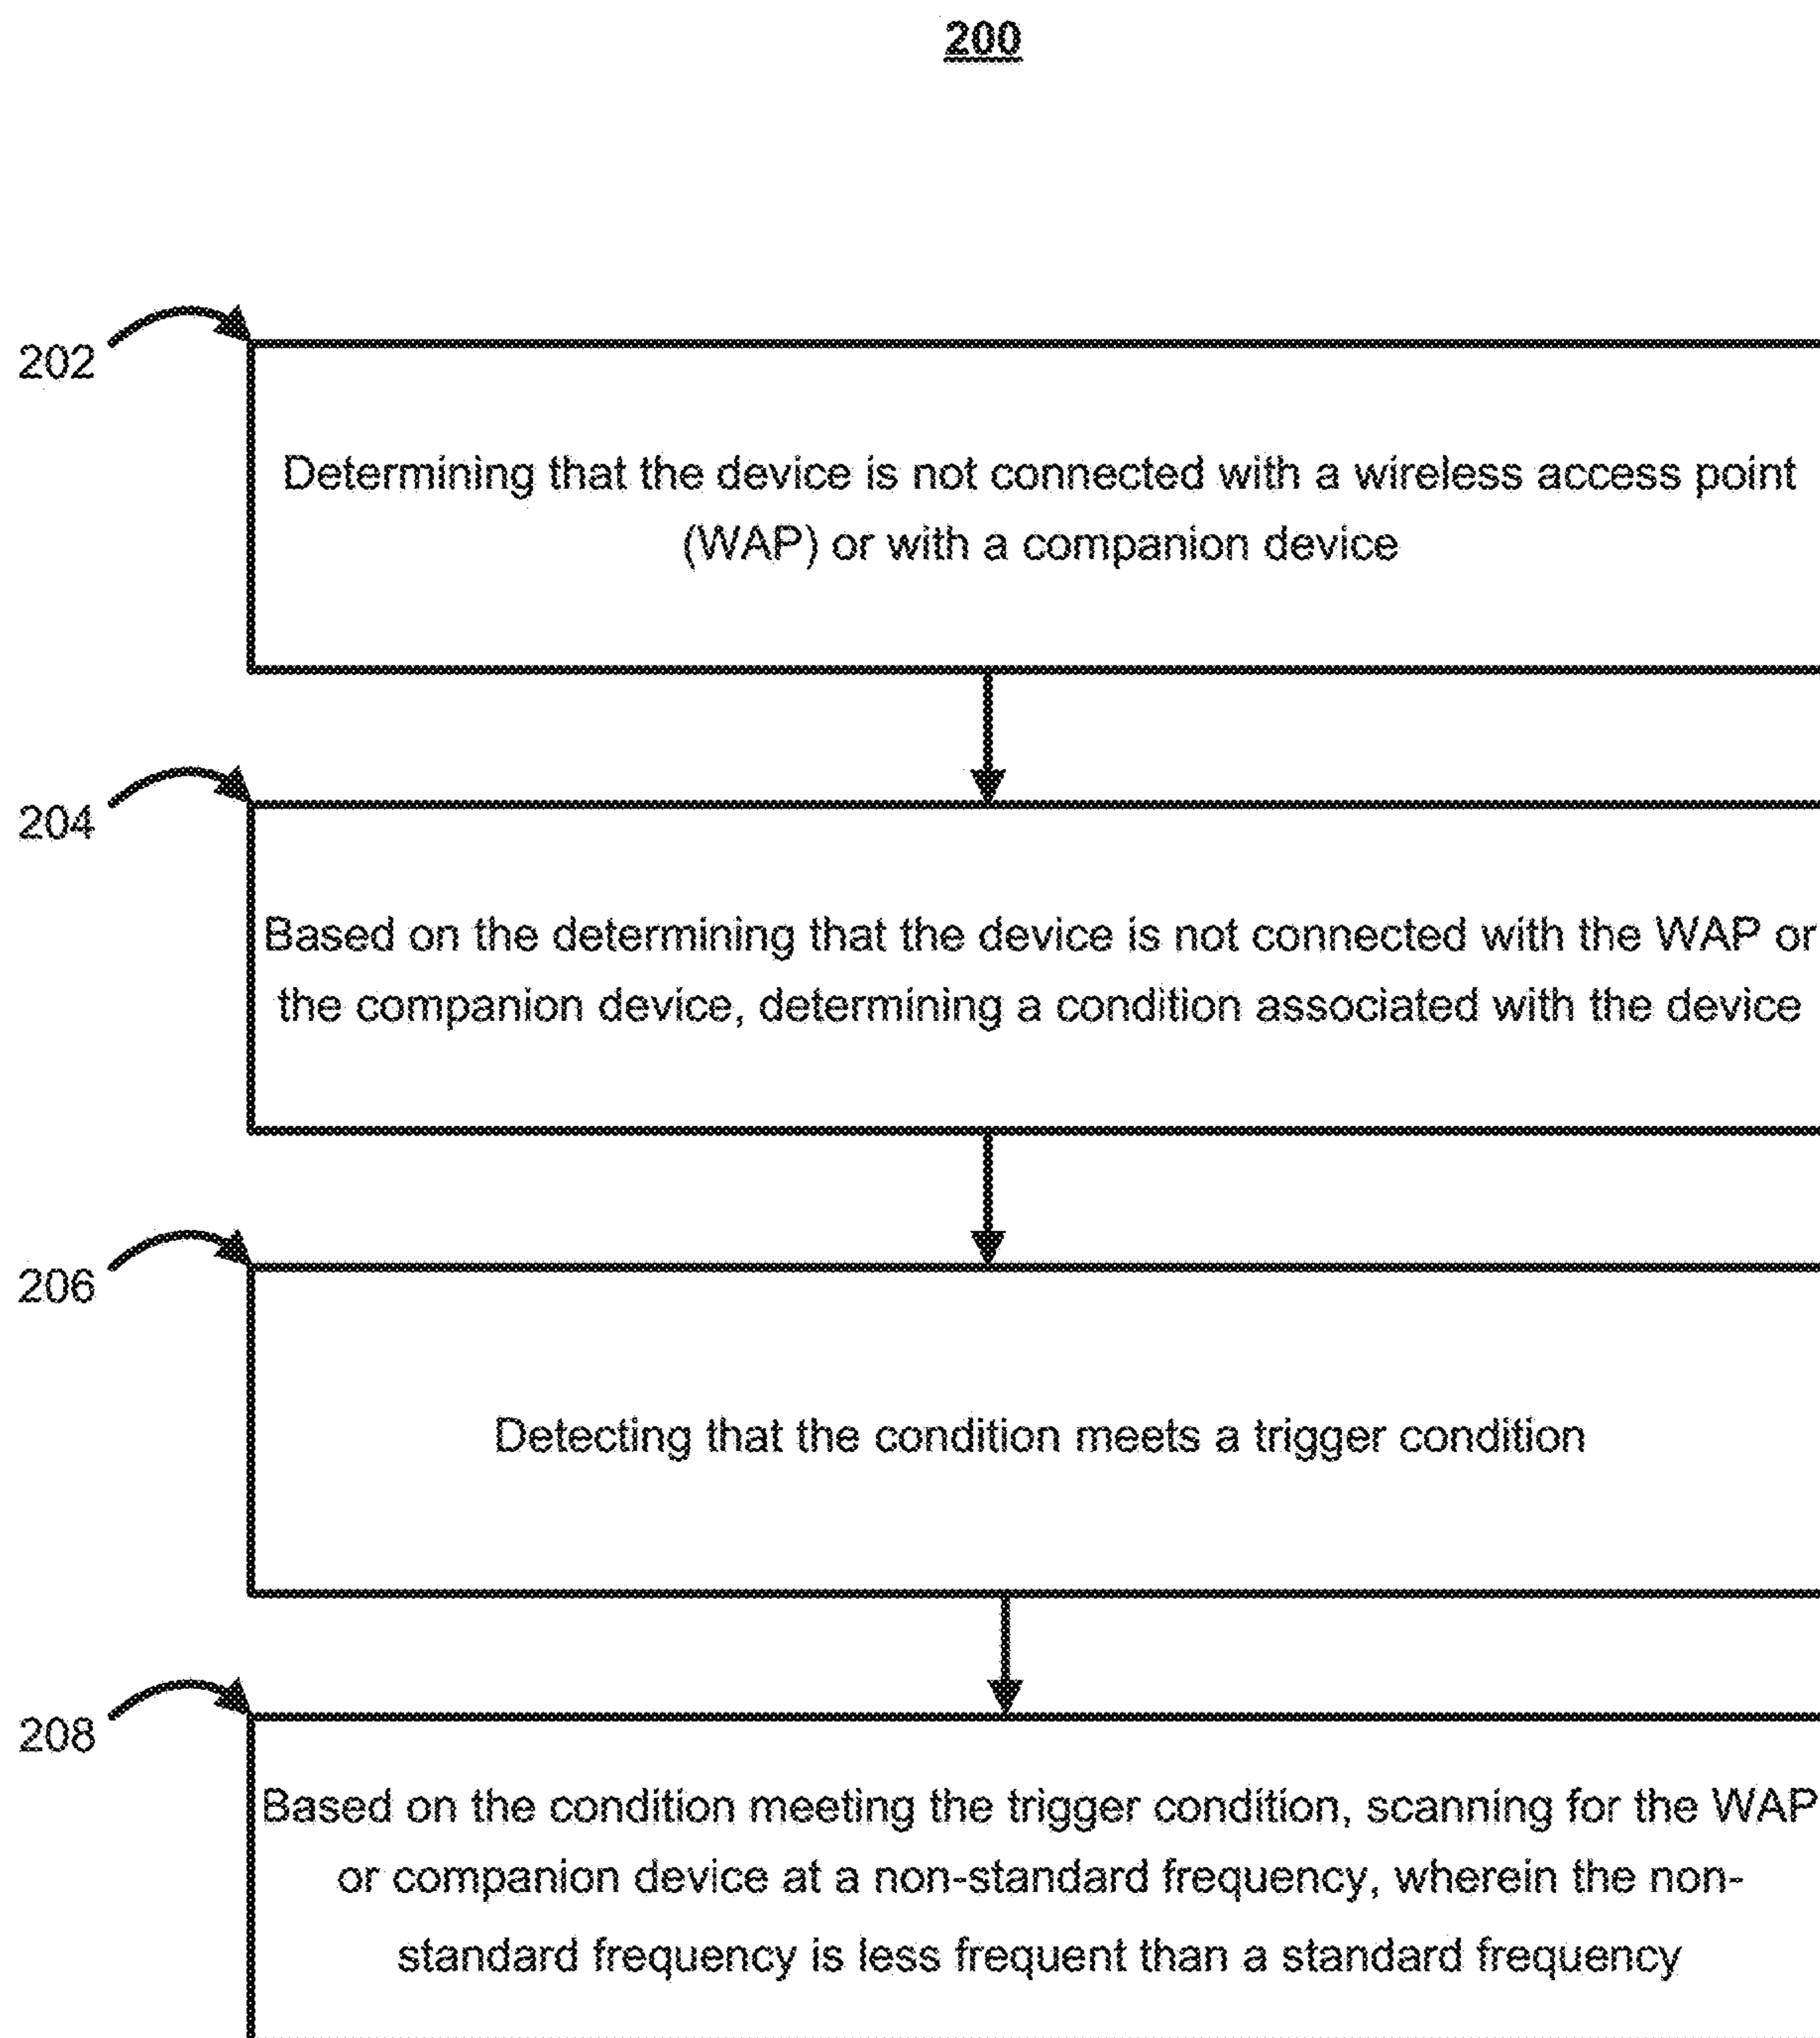 200
202
Determining that the device is not connected with a wireless access point
(WAP) or with a companion device
204
Based on the determining that the device is not connected with the WAP or
the companion device, determining a condition associated with the device
206
Detecting that the condition meets a trigger condition
208
Based on the condition meeting the trigger condition, scanning for the WAP
or companion device at a non-standard frequency, wherein the non-
standard frequency is less frequent than a standard frequency